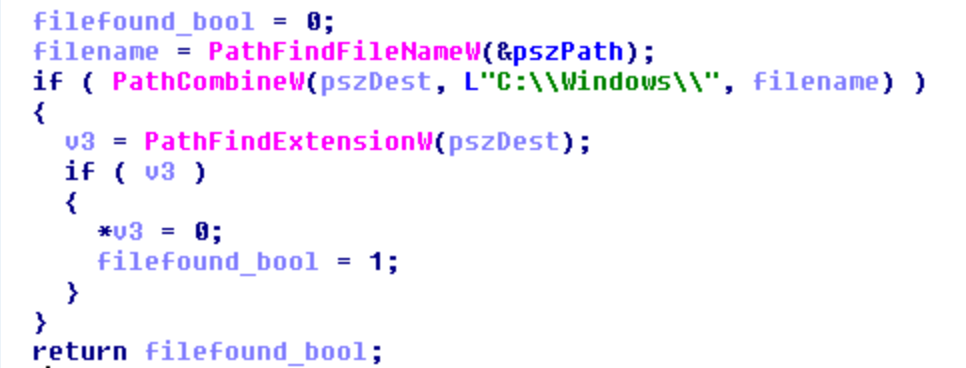 filefound_bool = 0;
filename = PathFindFileNameW(&pszPath);
if ( PathCombineW(pszDest, L"C:\\Windows\\", filename) )
{
v3 = PathFindExtensionW(pszDest);
if ( v3 )
{
*v3 = 0;
filefound_bool = 1;
}
}
return filefound_bool;